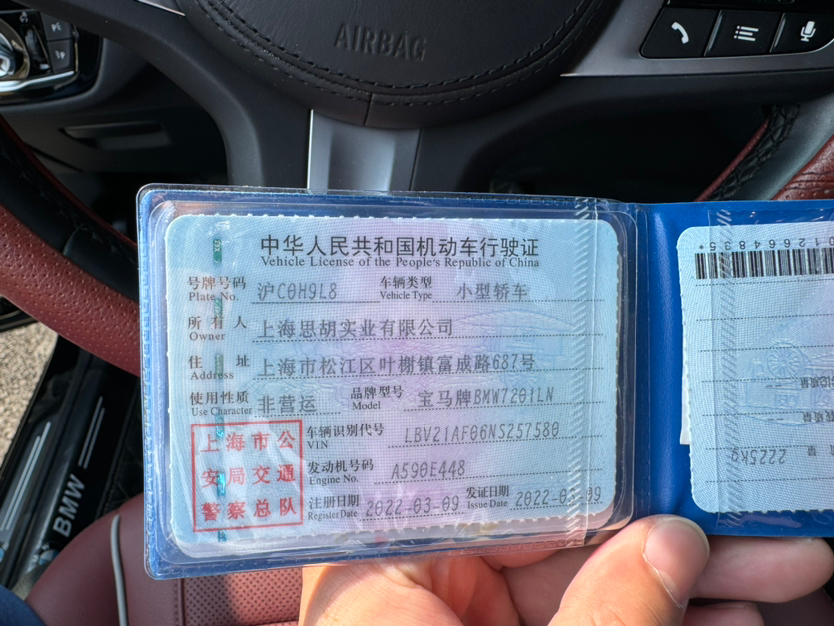 AIRBAG
中华人民共和国机动车行驶证
Vehicle License of the People's Republic of China
号牌号码 沪C0H9L8 车辆类型 小型轿车
Plate No. Vehicle Type
所有人 上海思胡实业有限公司
Owner
住址 上海市松江区叶榭镇富成路687号
Address
使用性质 非营运 品牌型号 宝马牌BMW7201LN
Use Character Model
上海市公安局交通警察总队
车辆识别代号 LBV21AF06NS257580
VIN
发动机号码 A590E448
Engine No.
注册日期 2022-03-09 发证日期 2022-03-09
Register Date Issue Date
2225kg
BMW